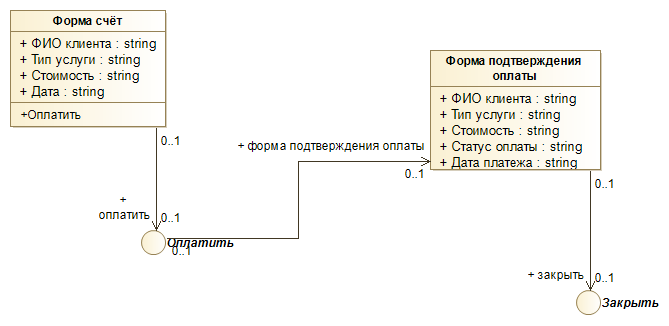 Форма счёт
+ ФИО клиента : string
+ Тип услуги : string
+ Стоимость : string
+ Дата : string
+Оплатить
0..1
+
оплатить
0..1
Оплатить
0..1
+ форма подтверждения оплаты
0..1
Форма подтверждения
оплаты
+ ФИО клиента : string
+ Тип услуги : string
+ Стоимость : string
+ Статус оплаты : string
+ Дата платежа : string
0..1
+ закрыть
0..1
Закрыть